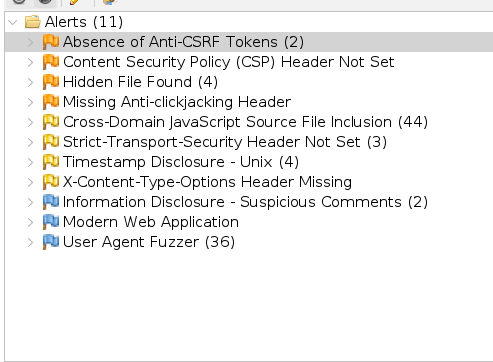 Alerts (11)
Absence of Anti-CSRF Tokens (2)
Content Security Policy (CSP) Header Not Set
Hidden File Found (4)
Missing Anti-clickjacking Header
Cross-Domain JavaScript Source File Inclusion (44)
Strict-Transport-Security Header Not Set (3)
Timestamp Disclosure - Unix (4)
X-Content-Type-Options Header Missing
Information Disclosure - Suspicious Comments (2)
Modern Web Application
User Agent Fuzzer (36)